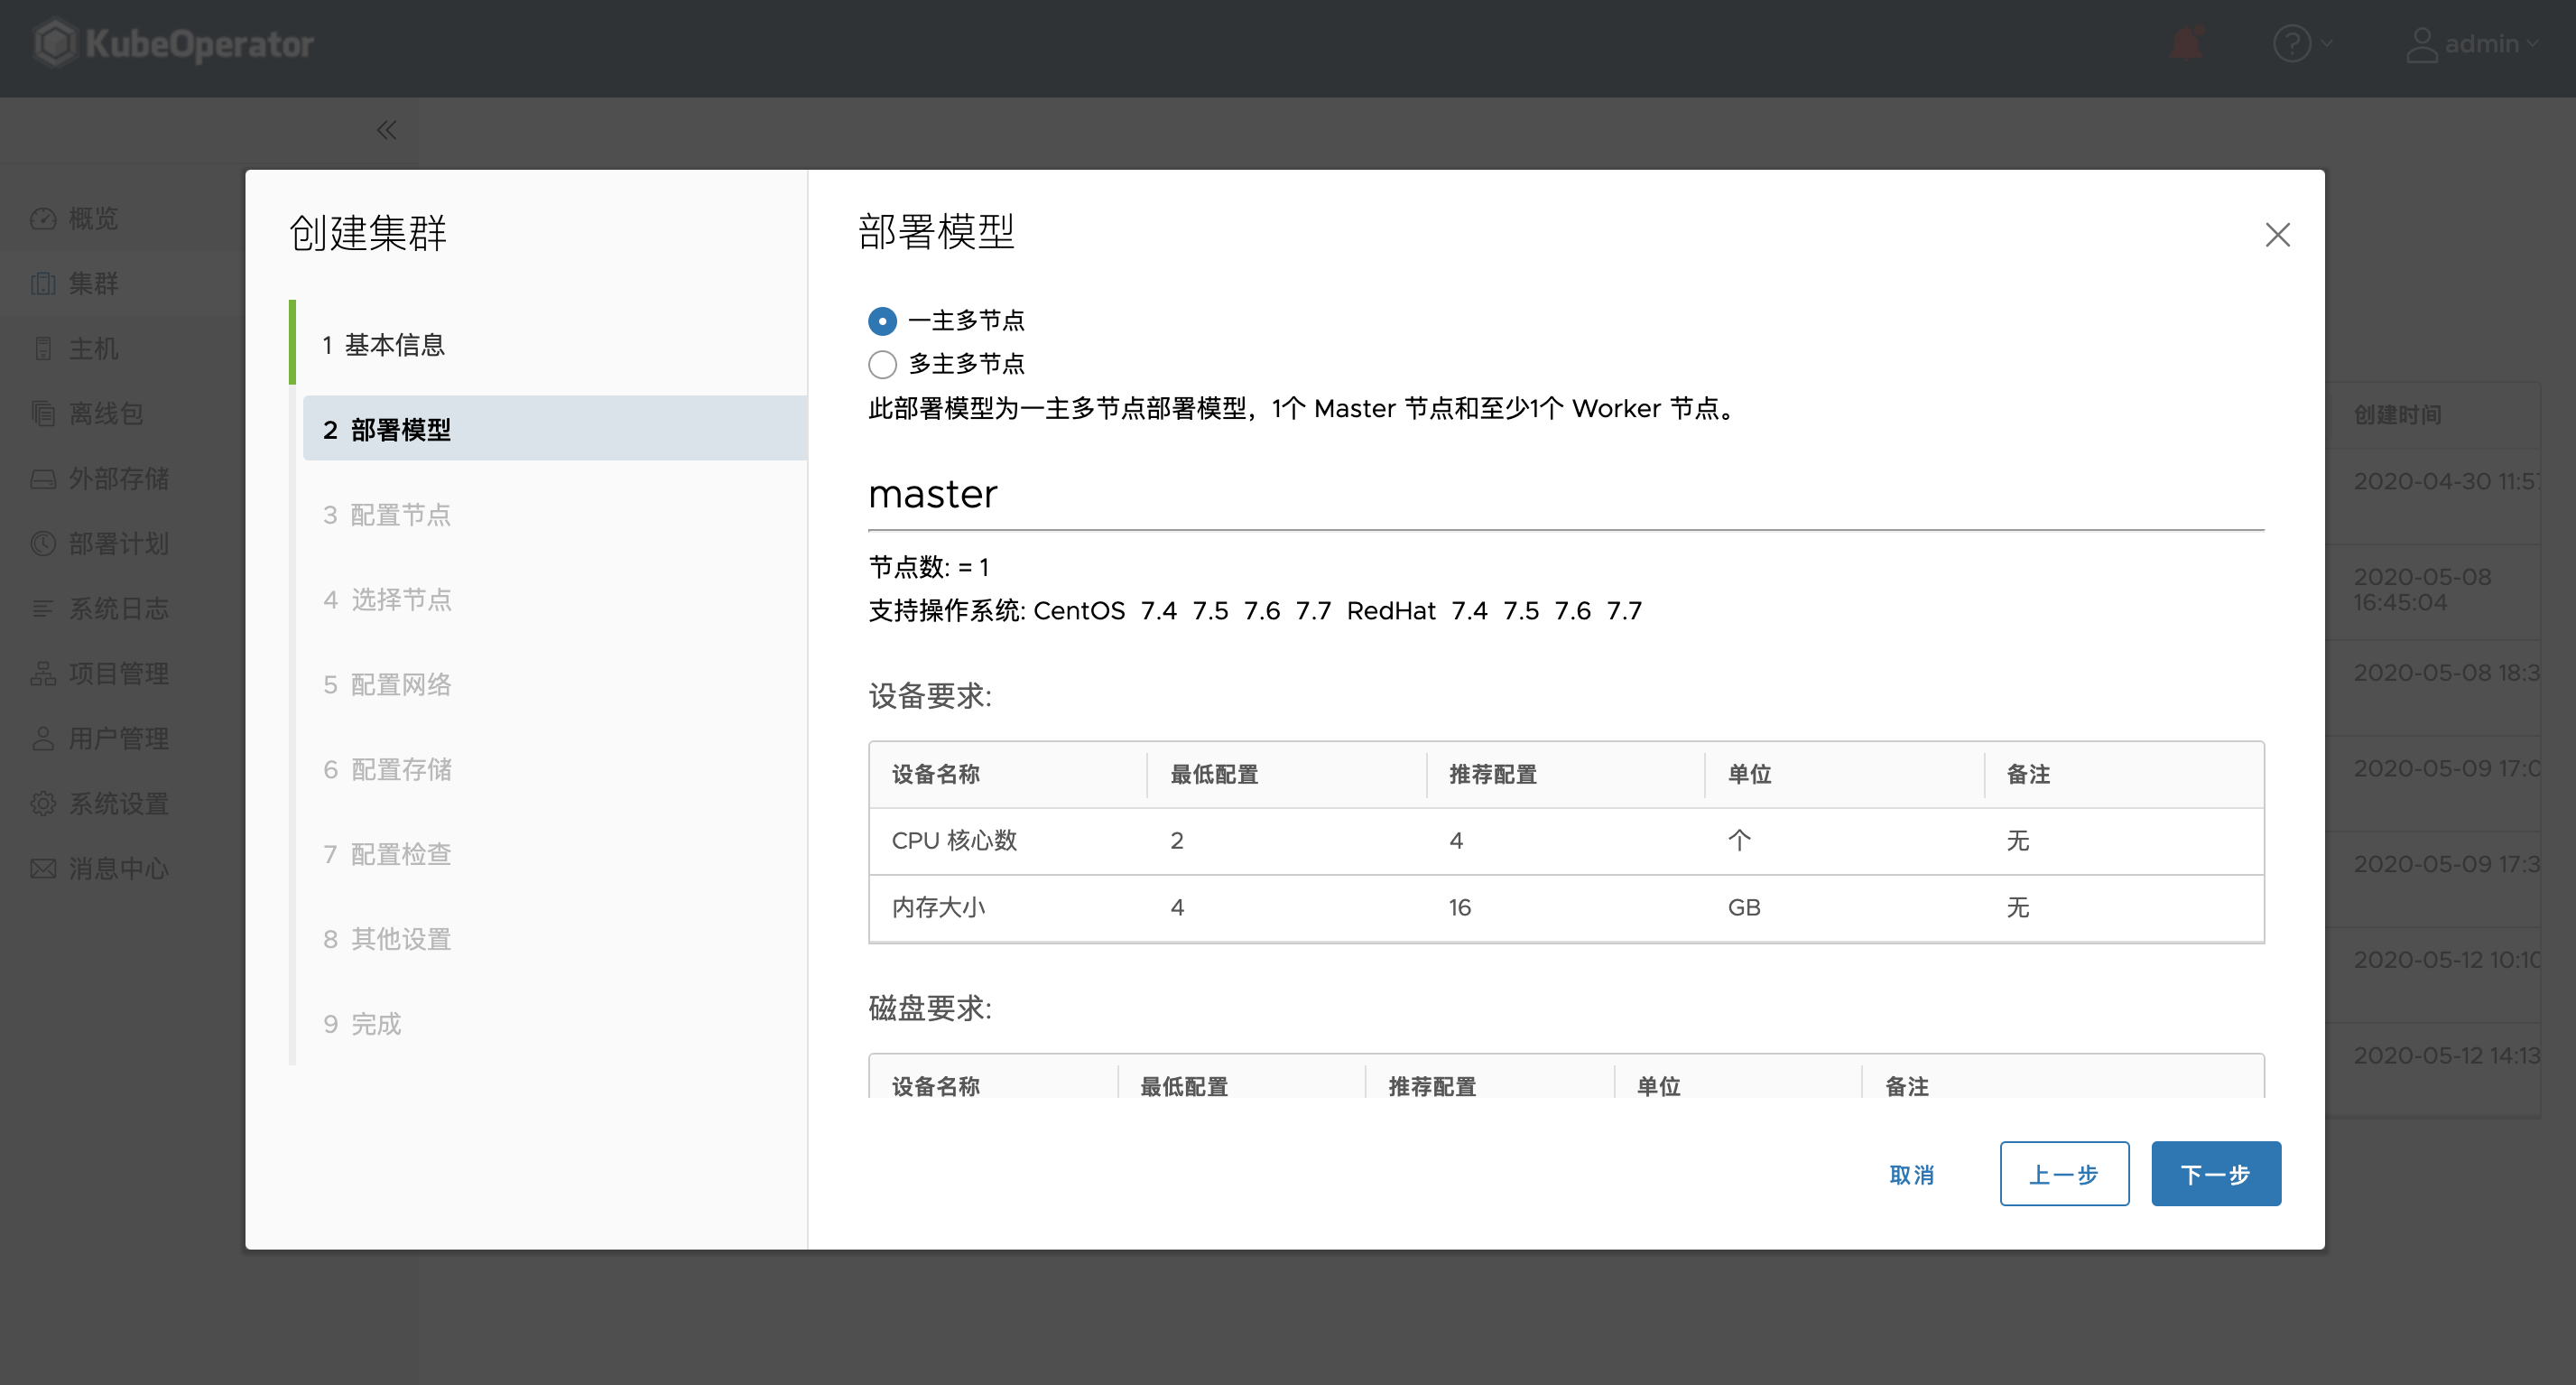 KubeOperator
admin
概览
集群
主机
离线包
外部存储
部署计划
系统日志
项目管理
用户管理
系统设置
消息中心
创建集群
1 基本信息
2 部署模型
3 配置节点
4 选择节点
5 配置网络
6 配置存储
7 配置检查
8 其他设置
9 完成
部署模型
一主多节点
多主多节点
此部署模型为一主多节点部署模型，1个 Master 节点和至少1个 Worker 节点。
master
节点数: = 1
支持操作系统: CentOS 7.4 7.5 7.6 7.7 RedHat 7.4 7.5 7.6 7.7
设备要求:
设备名称 最低配置 推荐配置 单位 备注
CPU 核心数 2 4 个 无
内存大小 4 16 GB 无
磁盘要求:
设备名称 最低配置 推荐配置 单位 备注
取消 上一步 下一步
创建时间
2020-04-30 11:57
2020-05-08
16:45:04
2020-05-08 18:3
2020-05-09 17:0
2020-05-09 17:3
2020-05-12 10:10
2020-05-12 14:13